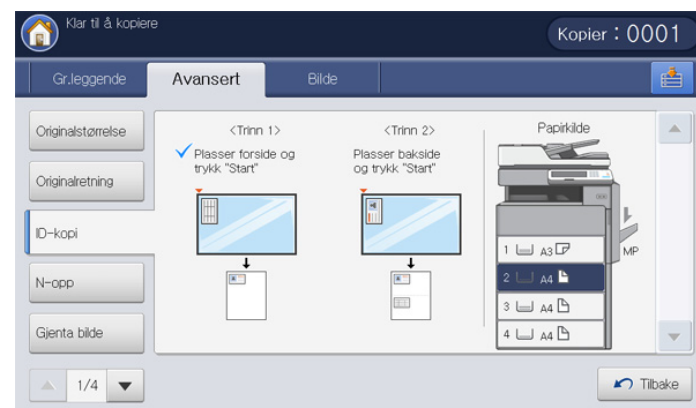 Klar til å kopiere
Kopier : 0001
Gr.leggende
Avansert
Bilde
Originalstørrelse
Originalretning
ID-kopi
N-opp
Gjenta bilde
1/4
<Trinn 1>
Plasser forside og
trykk "Start"
<Trinn 2>
Plasser bakside
og trykk "Start"
Papirkilde
1 A3
MP
2 A4
3 A4
4 A4
Tilbake